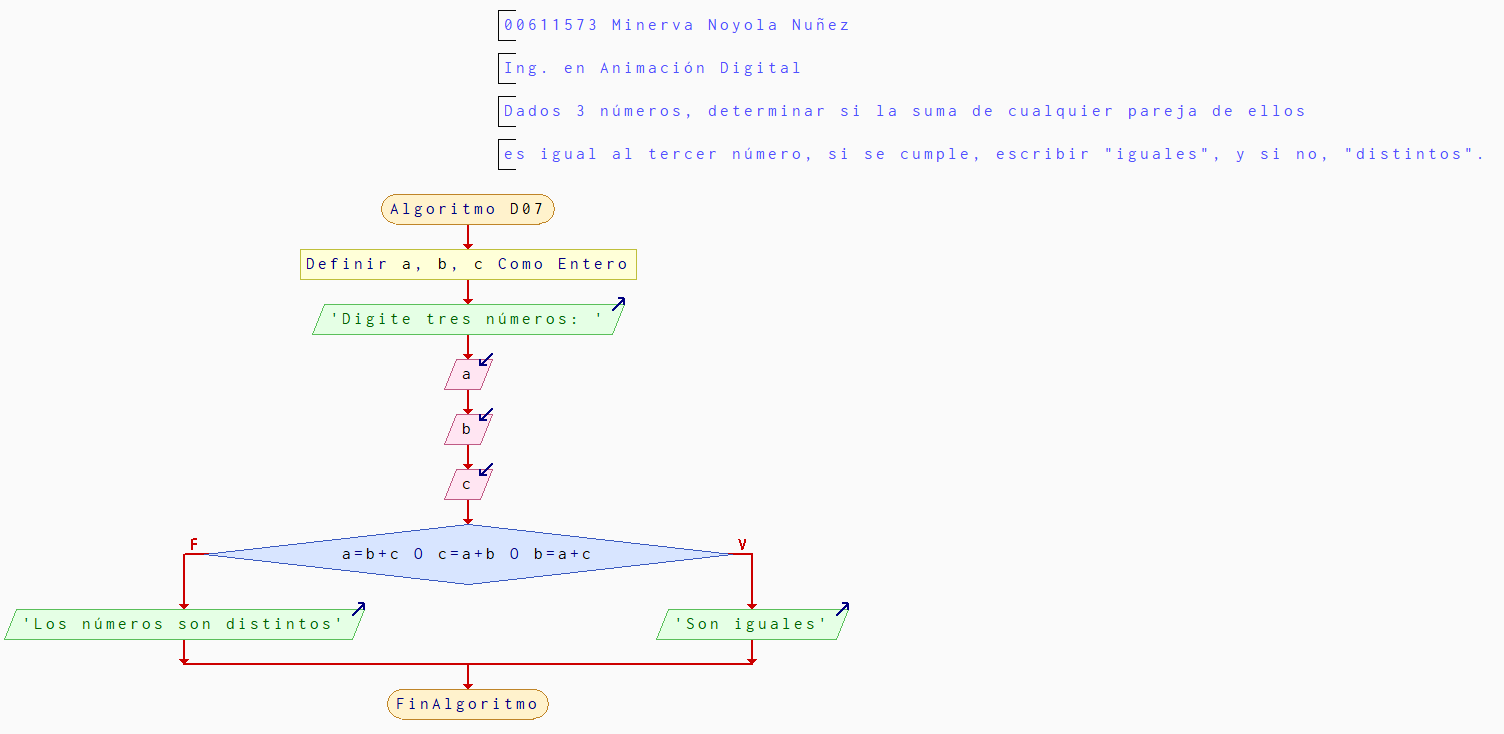 00611573 Minerva Noyola Nuñez
Ing. en Animación Digital
Dados 3 números, determinar si la suma de cualquier pareja de ellos
es igual al tercer número, si se cumple, escribir "iguales", y si no, "distintos".
Algoritmo D07
Definir a, b, c Como Entero
'Digite tres números: '
a
b
c
F
V
a=b+c O c=a+b O b=a+c
'Los números son distintos'
'Son iguales'
FinAlgoritmo